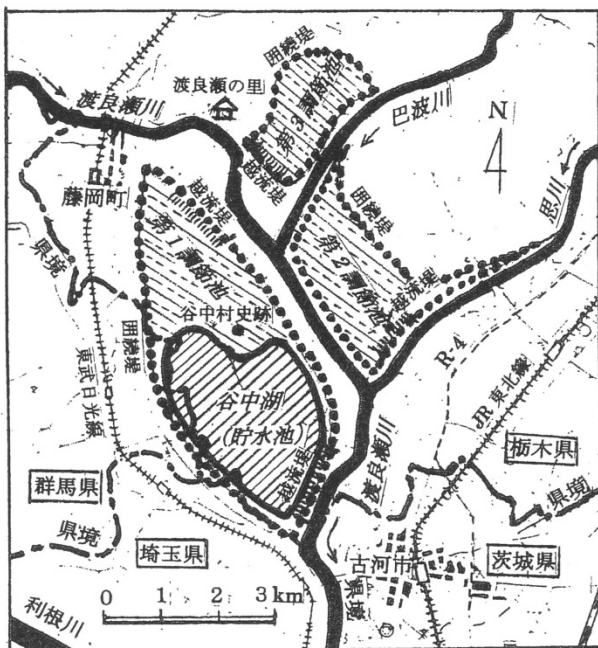 囲繞堤
渡良瀬の里
渡良瀬川
第3調節池
巴波川
N
越流堤
藤岡町
越流堤
囲繞堤
思川
第1調節池
第2調節池
県境
越流堤
谷中村史跡
囲繞堤
R-4
東武日光線
JR東北線
谷中湖
(貯水池)
栃木県
越流堤
渡良瀬川
群馬県
県境
県境
埼玉県
古河市
茨城県
県境
0 1 2 3km
利根川